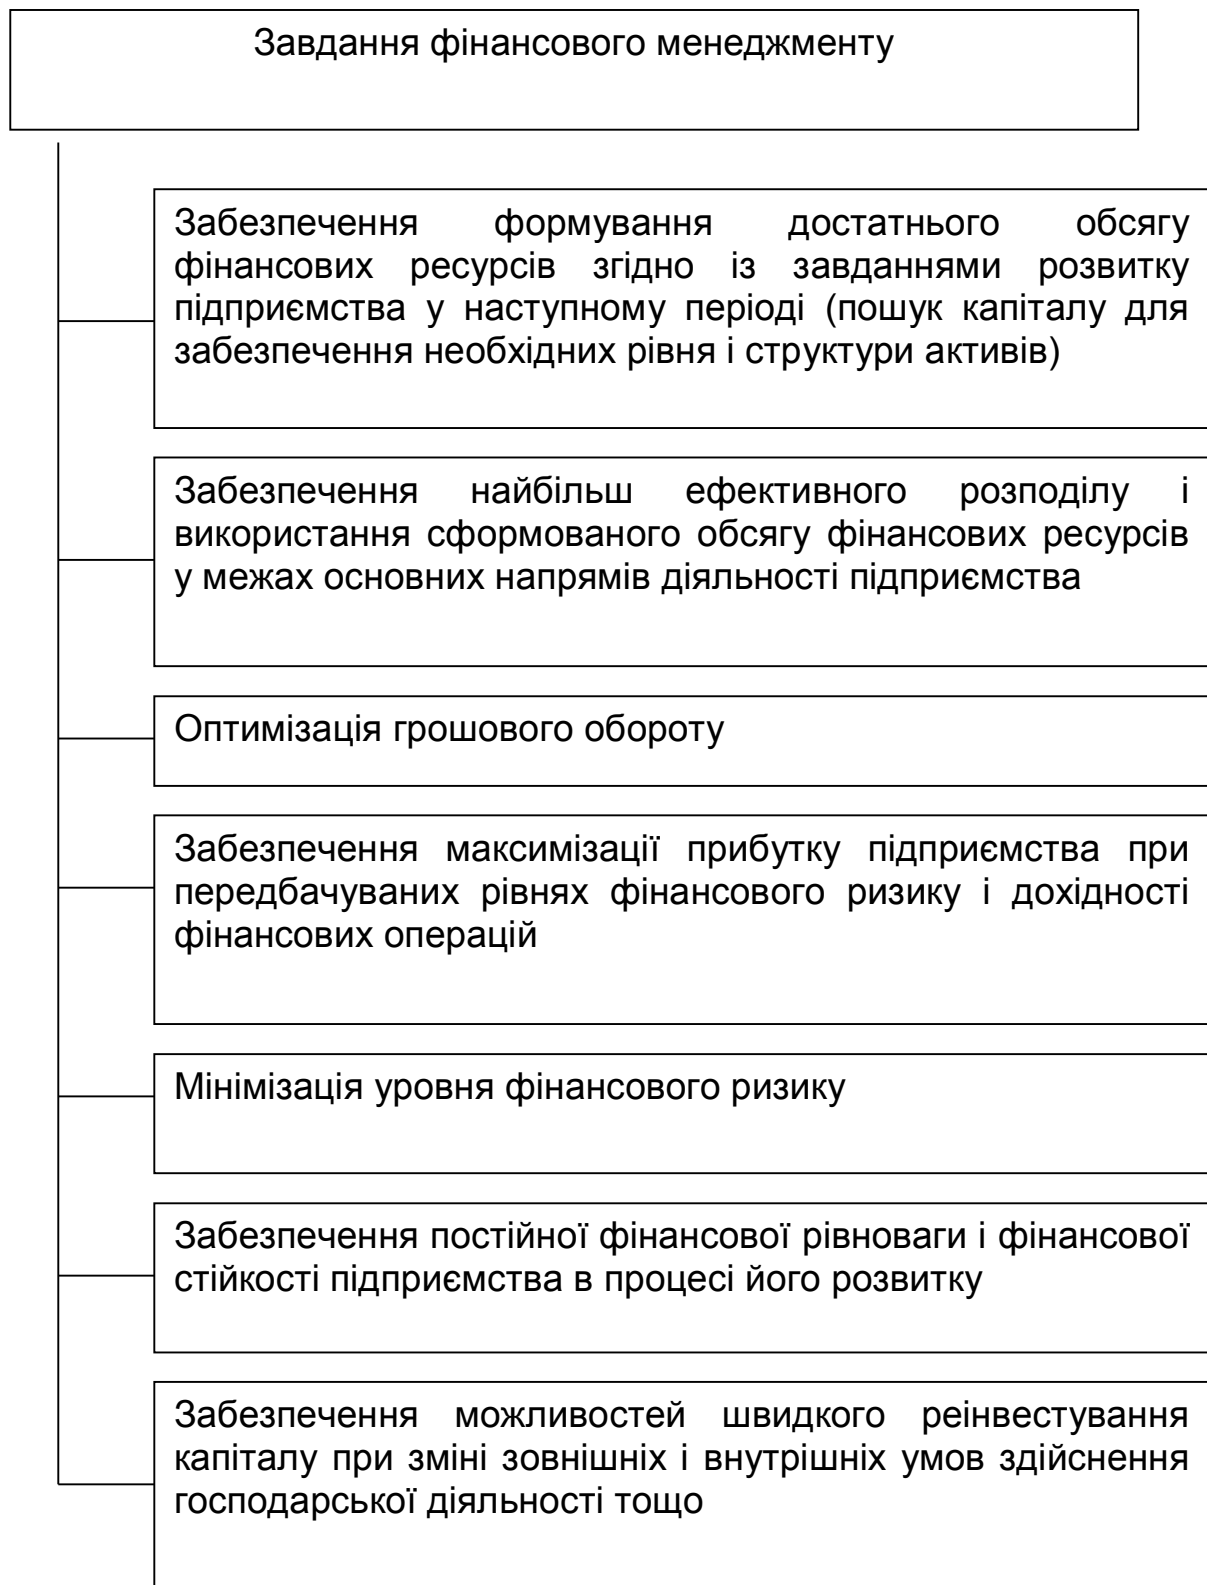 Завдання фінансового менеджменту
Забезпечення формування достатнього обсягу
фінансових ресурсів згідно із завданнями розвитку
підприємства у наступному періоді (пошук капіталу для
забезпечення необхідних рівня і структури активів)
Забезпечення найбільш ефективного розподілу і
використання сформованого обсягу фінансових ресурсів
у межах основних напрямів діяльності підприємства
Оптимізація грошового обороту
Забезпечення максимізації прибутку підприємства при
передбачуваних рівнях фінансового ризику і дохідності
фінансових операцій
Мінімізація уровня фінансового ризику
Забезпечення постійної фінансової рівноваги і фінансової
стійкості підприємства в процесі його розвитку
Забезпечення можливостей швидкого реінвестування
капіталу при зміні зовнішніх і внутрішніх умов здійснення
господарської діяльності тощо